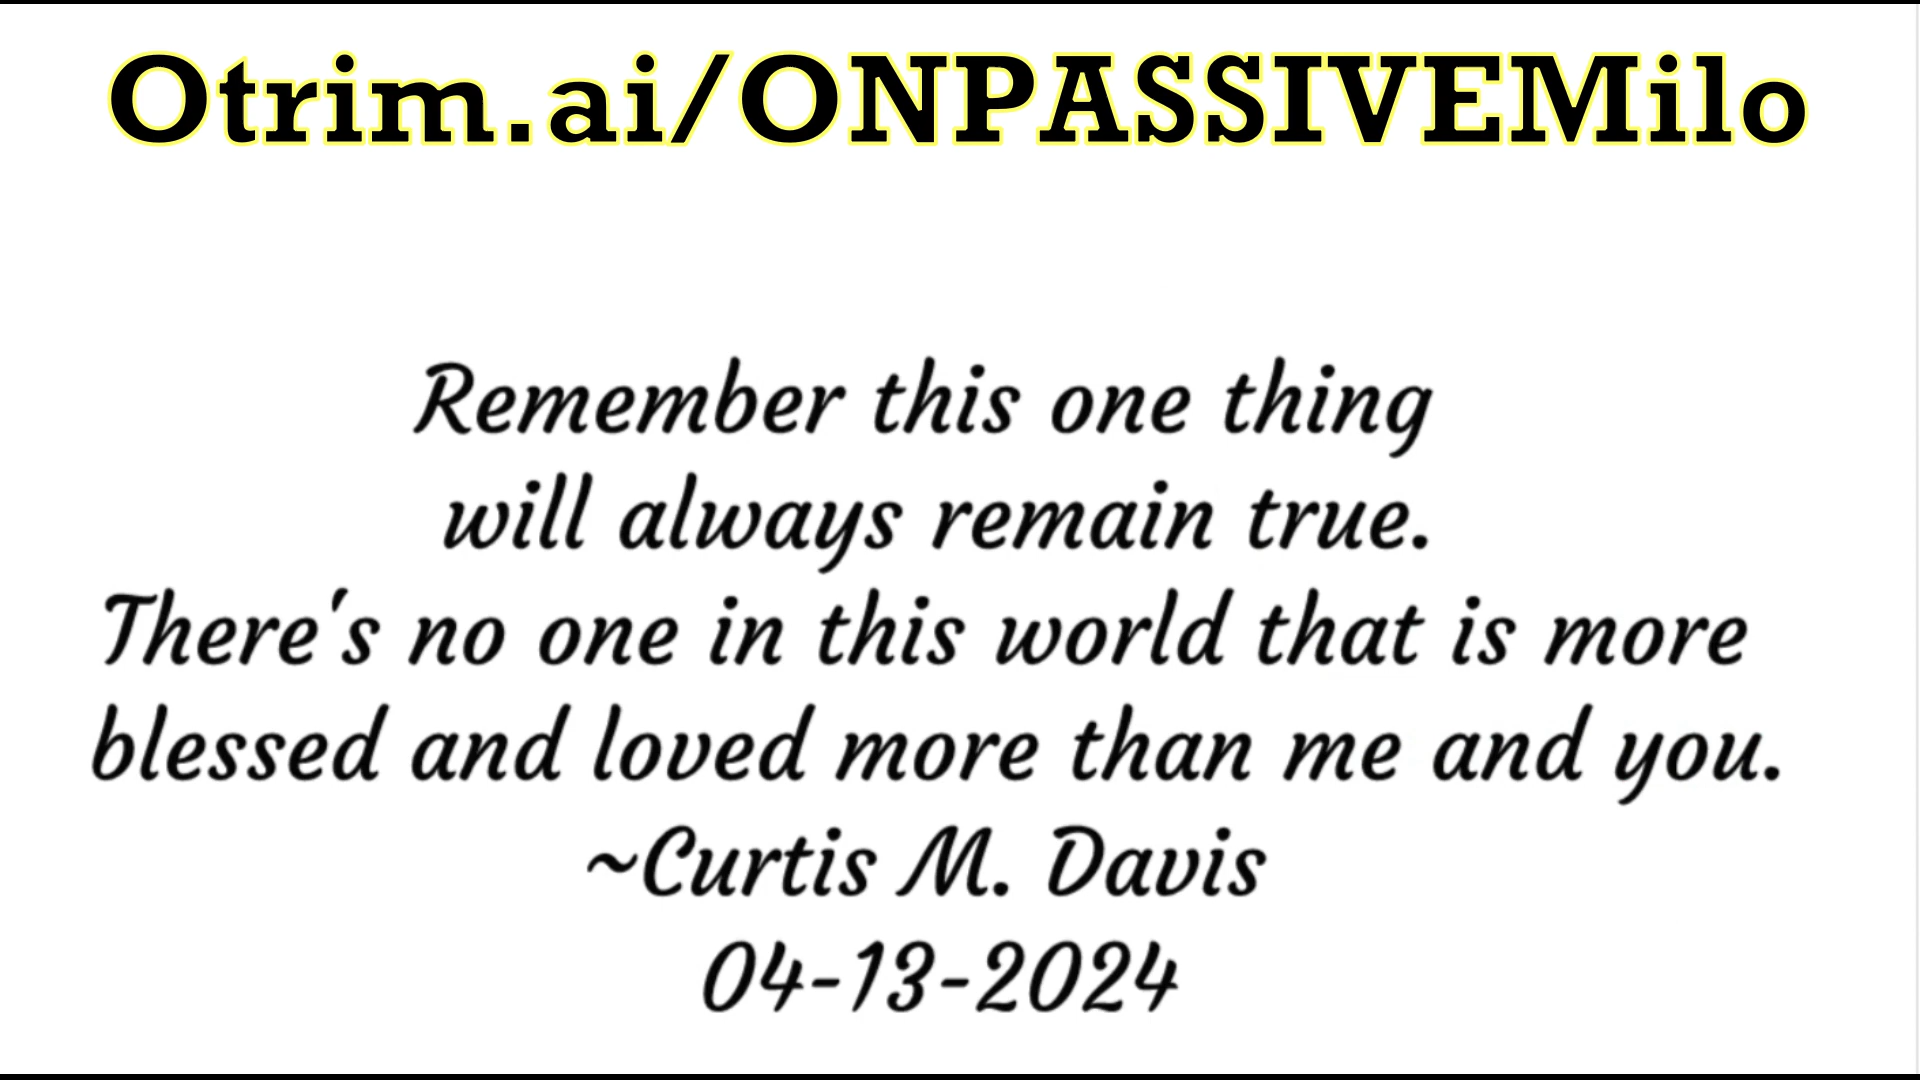 Otrim.ai/ONPASSIVEMilo
Remember this one thing
will always remain true.
There's no one in this world that is more
blessed and loved more than me and you.
~Curtis M. Davis
04-13-2024